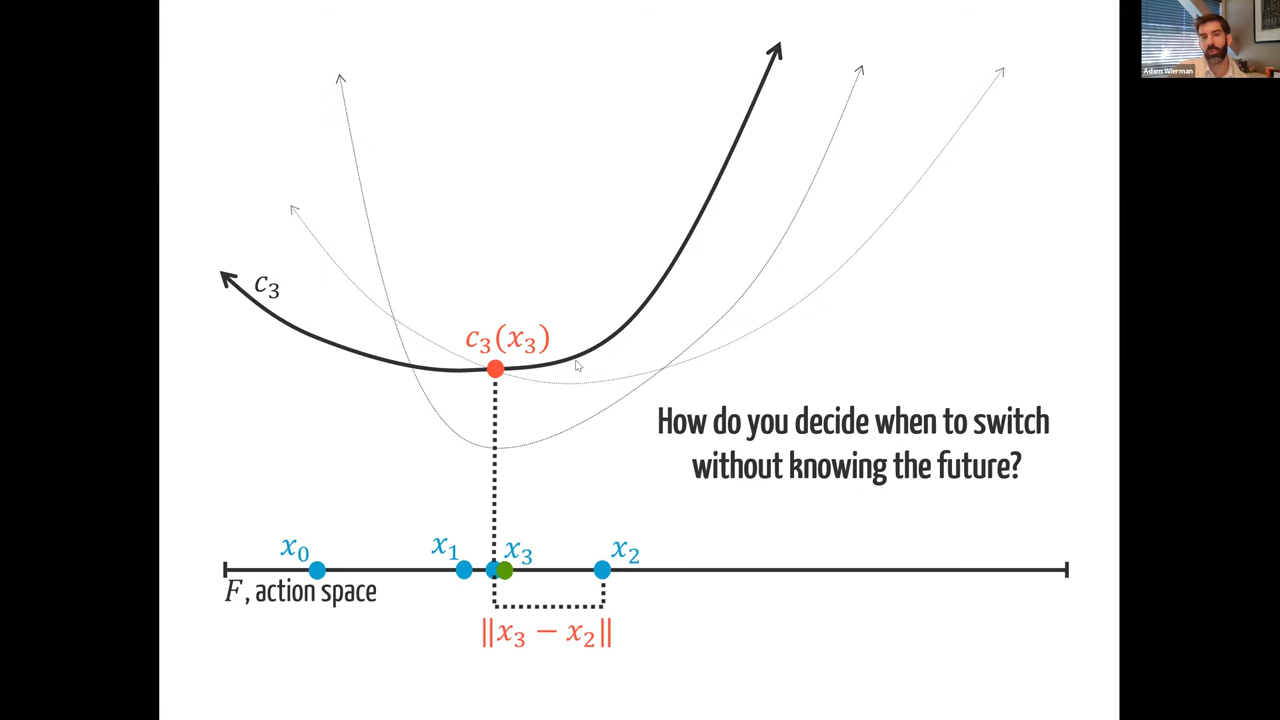 Adam Wierman
c₃
c₃(x₃)
How do you decide when to switch
without knowing the future?
x₀
x₁
x₃
x₂
F, action space
‖x₃ − x₂‖